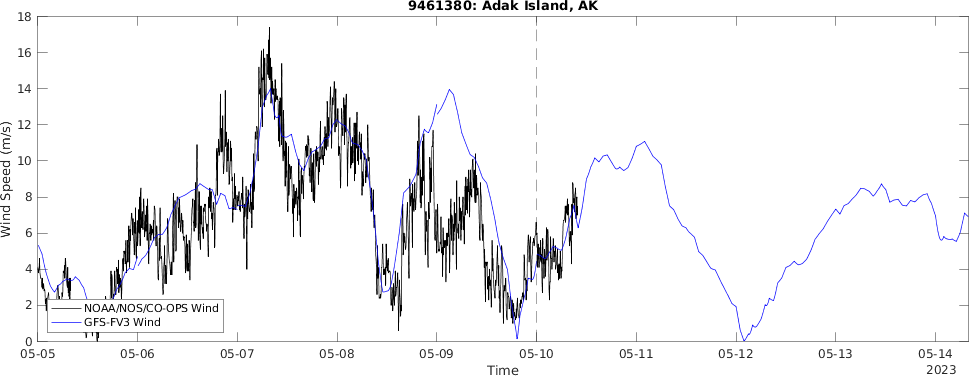 9461380: Adak Island, AK
18
16
14
12
10
8
6
4
2
0
Wind Speed (m/s)
NOAA/NOS/CO-OPS Wind
GFS-FV3 Wind
05-05 05-06 05-07 05-08 05-09 05-10 05-11 05-12 05-13 05-14
Time
2023